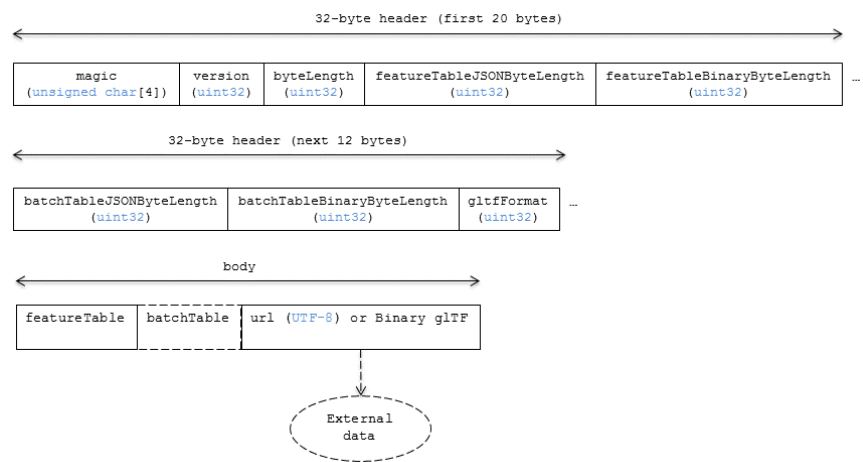 32-byte header (first 20 bytes)
magic version byteLength featureTableJSONByteLength featureTableBinaryByteLength …
(unsigned char[4]) (uint32) (uint32) (uint32) (uint32)
32-byte header (next 12 bytes)
batchTableJSONByteLength batchTableBinaryByteLength gltfFormat …
(uint32) (uint32) (uint32)
body
featureTable batchTable url (UTF-8) or Binary glTF
External
data